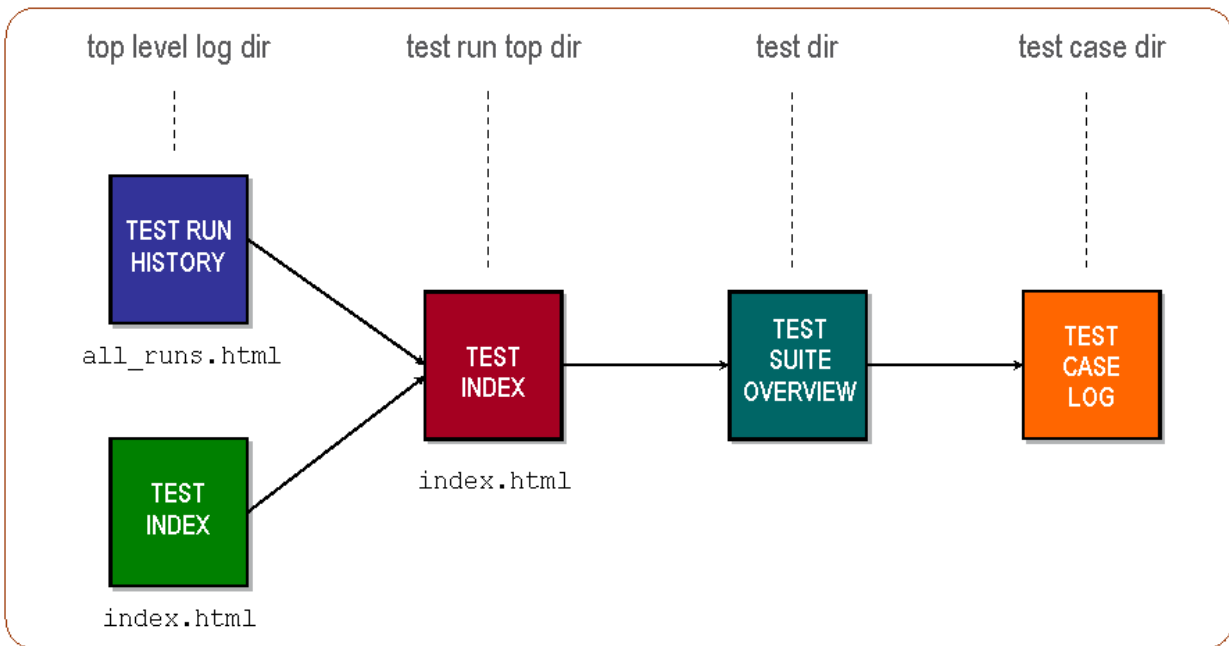 top level log dir
test run top dir
test dir
test case dir
TEST RUN
HISTORY
all_runs.html
TEST
INDEX
index.html
TEST
INDEX
index.html
TEST
SUITE
OVERVIEW
TEST
CASE
LOG